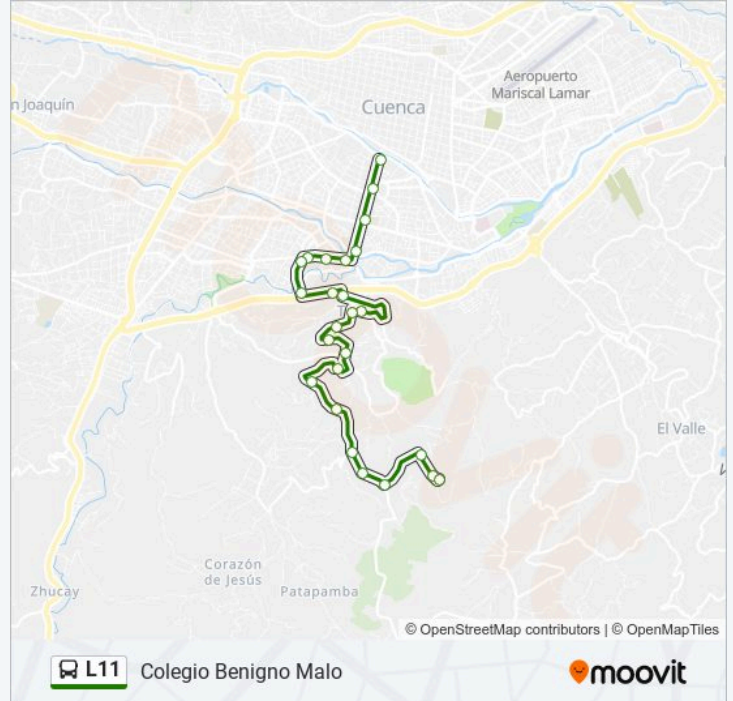 Aeropuerto
Mariscal Lamar
n Joaquín
Cuenca
El Valle
Corazón
de Jesús
Zhucay
Patapamba
© OpenStreetMap contributors | © OpenMapTiles
L11
Colegio Benigno Malo
moovit